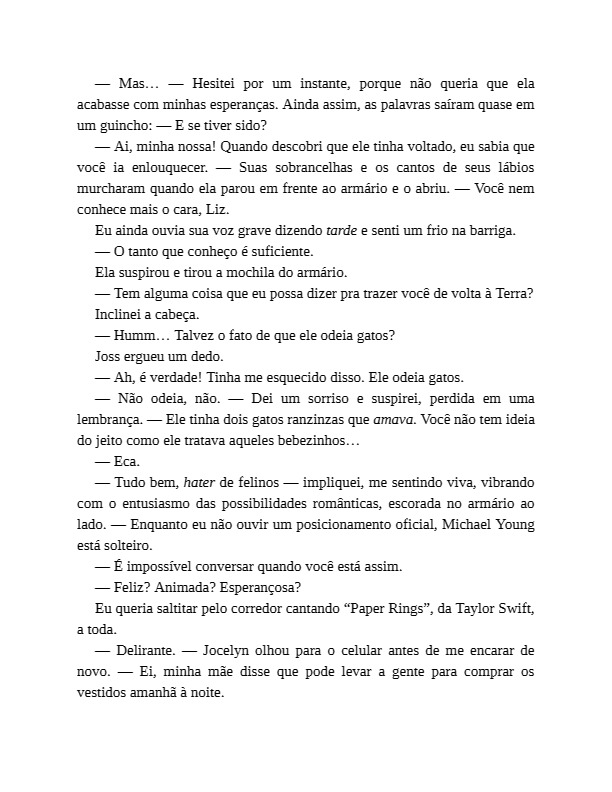 — Mas… — Hesitei por um instante, porque não queria que ela
acabasse com minhas esperanças. Ainda assim, as palavras saíram quase em
um guincho: — E se tiver sido?
— Ai, minha nossa! Quando descobri que ele tinha voltado, eu sabia que
você ia enlouquecer. — Suas sobrancelhas e os cantos de seus lábios
murcharam quando ela parou em frente ao armário e o abriu. — Você nem
conhece mais o cara, Liz.
Eu ainda ouvia sua voz grave dizendo tarde e senti um frio na barriga.
— O tanto que conheço é suficiente.
Ela suspirou e tirou a mochila do armário.
— Tem alguma coisa que eu possa dizer pra trazer você de volta à Terra?
Inclinei a cabeça.
— Humm… Talvez o fato de que ele odeia gatos?
Joss ergueu um dedo.
— Ah, é verdade! Tinha me esquecido disso. Ele odeia gatos.
— Não odeia, não. — Dei um sorriso e suspirei, perdida em uma
lembrança. — Ele tinha dois gatos ranzinzas que amava. Você não tem ideia
do jeito como ele tratava aqueles bebezinhos…
— Eca.
— Tudo bem, hater de felinos — impliquei, me sentindo viva, vibrando
com o entusiasmo das possibilidades românticas, escorada no armário ao
lado. — Enquanto eu não ouvir um posicionamento oficial, Michael Young
está solteiro.
— É impossível conversar quando você está assim.
— Feliz? Animada? Esperançosa?
Eu queria saltitar pelo corredor cantando “Paper Rings”, da Taylor Swift,
a toda.
— Delirante. — Jocelyn olhou para o celular antes de me encarar de
novo. — Ei, minha mãe disse que pode levar a gente para comprar os
vestidos amanhã à noite.